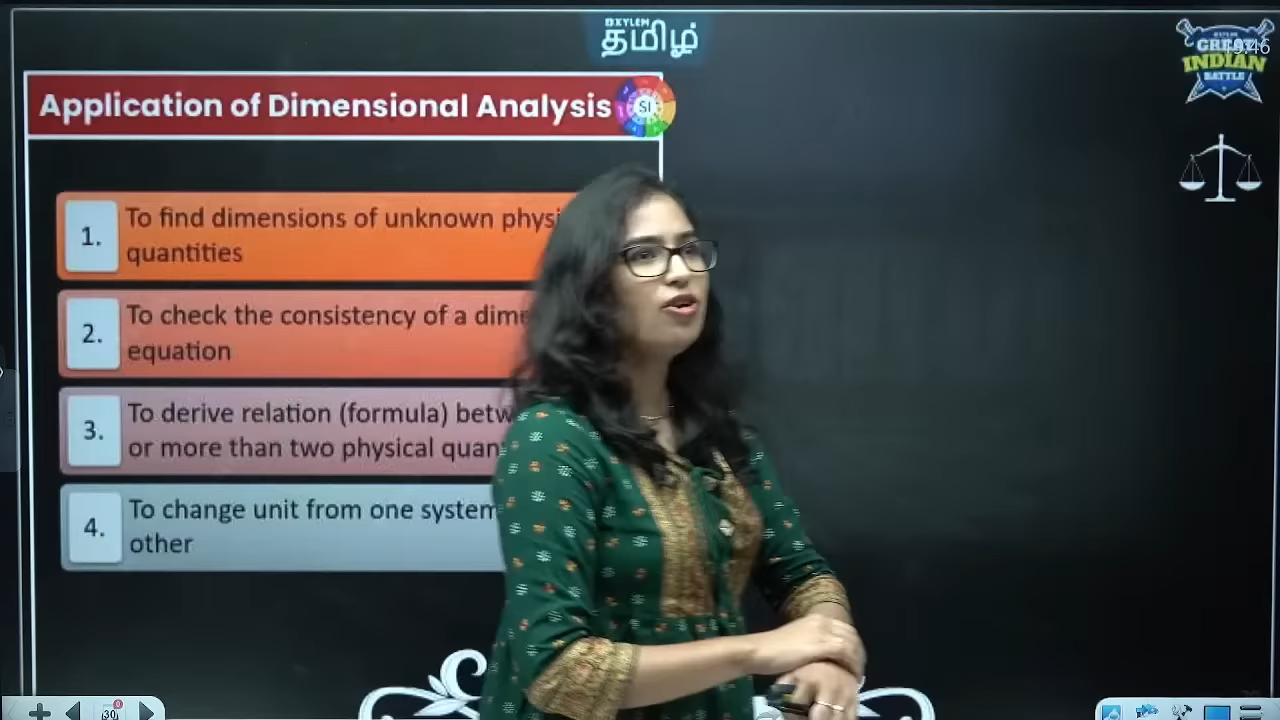 OXYLEM
தமிழ்
GREAT
INDIAN
BATTLE
Application of Dimensional Analysis
SI
1.
To find dimensions of unknown physi
quantities
2.
To check the consistency of a dime
equation
3.
To derive relation (formula) betw
or more than two physical quan
4.
To change unit from one system
other
30